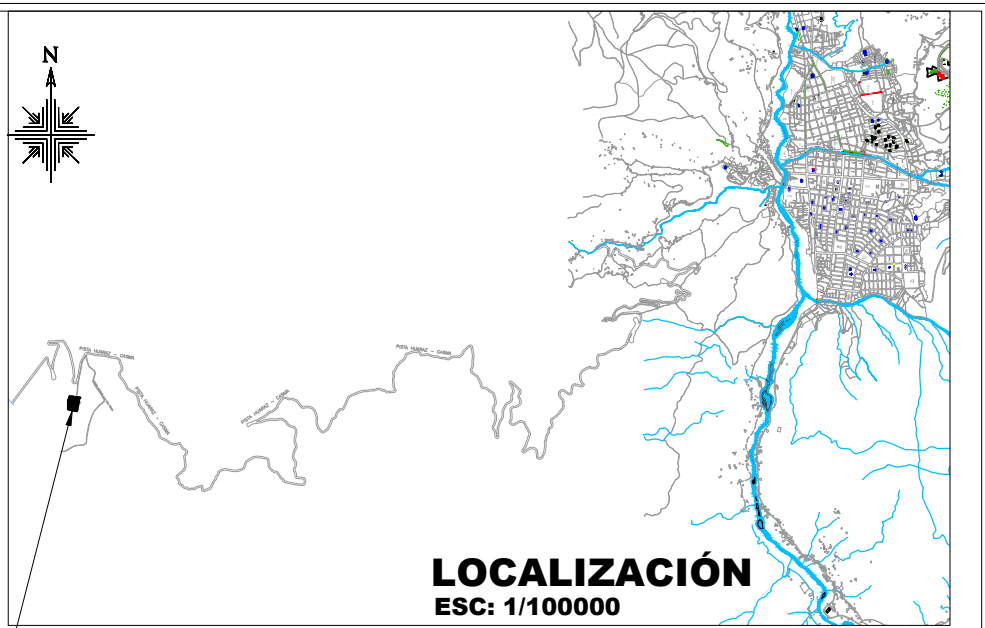 N
PISTA HUARAZ - CASMA
PISTA HUARAZ - CASMA
PISTA HUARAZ - CASMA
PISTA HUARAZ - CASMA
LOCALIZACIÓN
ESC: 1/100000